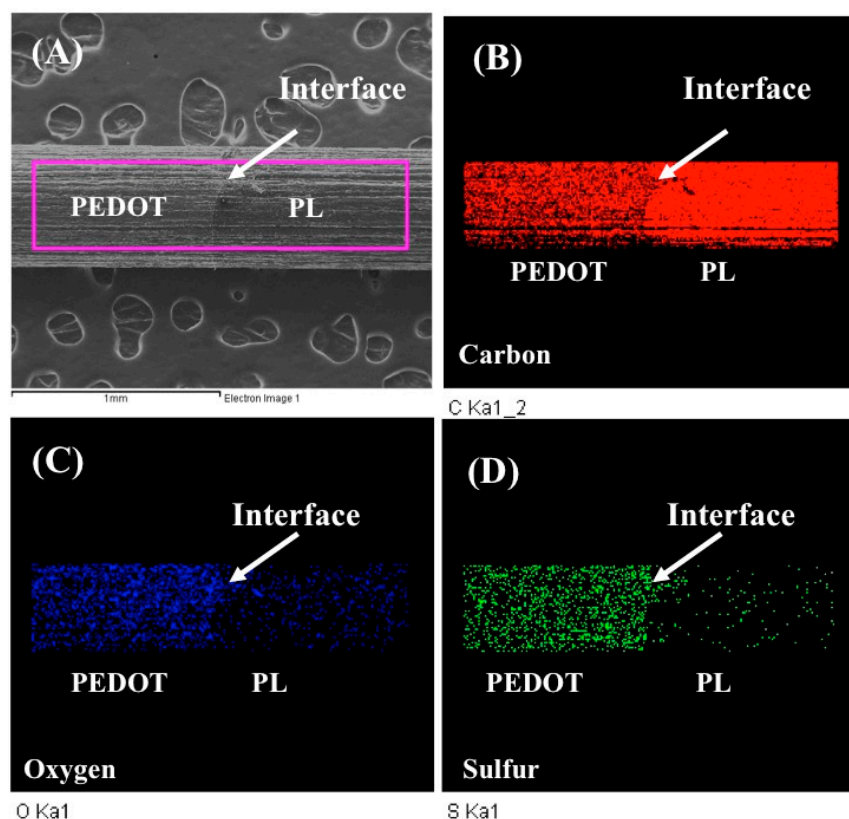 (A)
Interface
PEDOT
PL
1mm
Electron Image 1
(B)
Interface
PEDOT
PL
Carbon
C Ka1_2
(C)
Interface
PEDOT
PL
Oxygen
O Ka1
(D)
Interface
PEDOT
PL
Sulfur
S Ka1